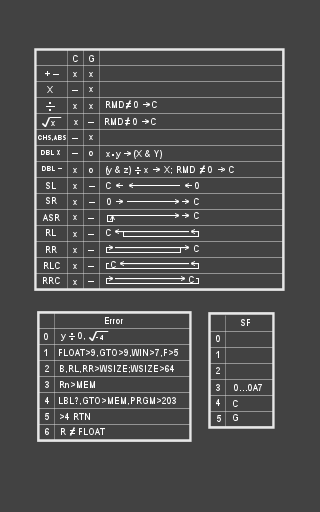 C G
+ − x x
X − x
÷ x x RMD≠0 →C
√x x − RMD≠0 →C
CHS,ABS − x
DBL X − o x•y →(X & Y)
DBL ÷ x o (y & z) ÷ x → X; RMD ≠0 → C
SL x − C ← ← 0
SR x − 0 → → C
ASR x − → C
RL x − C ←
RR x − → C
RLC x − C ←
RRC x − → C
Error
0 y ÷ 0, √-4
1 FLOAT>9,GTO>9,WIN>7,F>5
2 B,RL,RR>WSIZE;WSIZE>64
3 Rn>MEM
4 LBL?,GTO>MEM,PRGM>203
5 >4 RTN
6 R ≠ FLOAT
SF
0
1
2
3 0...0A7
4 C
5 G